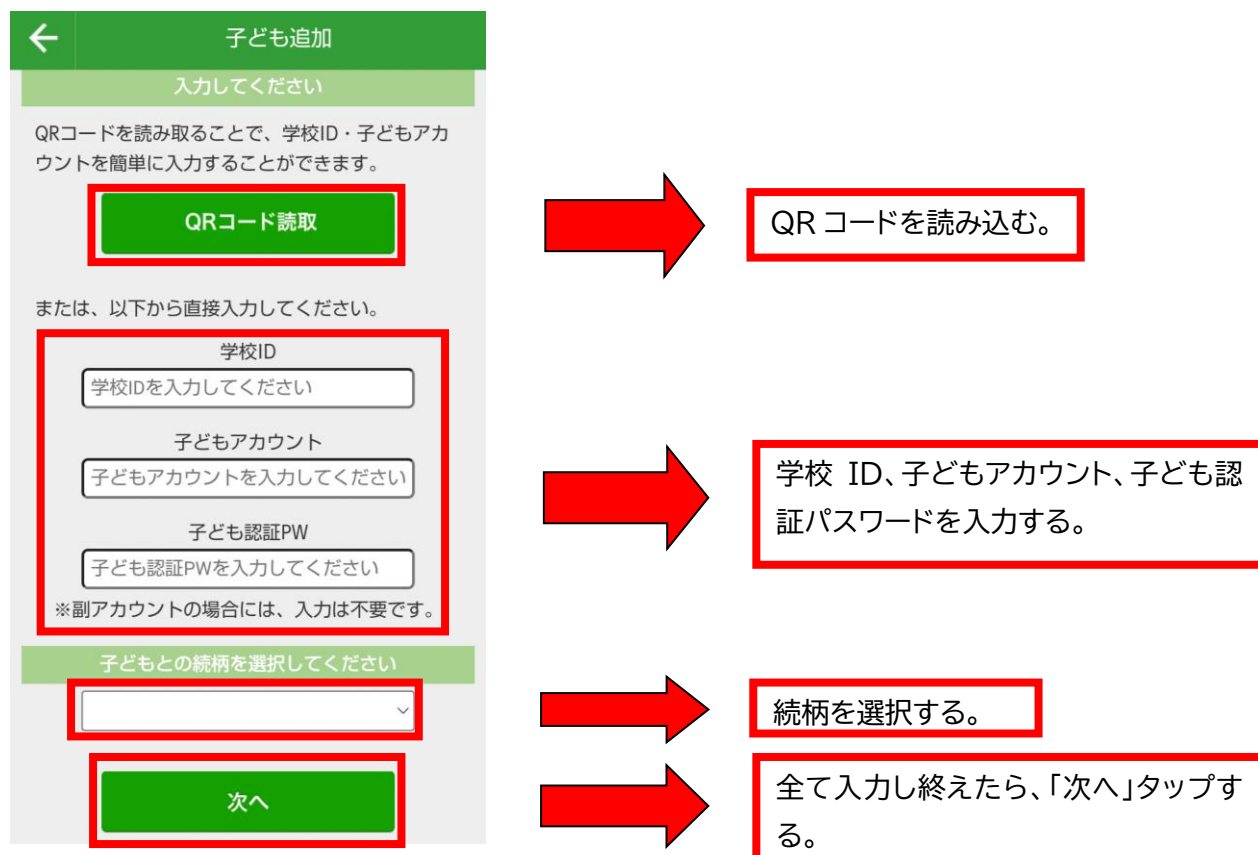 子ども追加
入力してください
QRコードを読み取ることで、学校ID・子どもアカ
ウントを簡単に入力することができます。
QRコード読取
QRコードを読み込む。
または、以下から直接入力してください。
学校ID
学校IDを入力してください
子どもアカウント
子どもアカウントを入力してください
子ども認証PW
子ども認証PWを入力してください
※副アカウントの場合には、入力は不要です。
学校 ID、子どもアカウント、子ども認
証パスワードを入力する。
子どもとの続柄を選択してください
続柄を選択する。
次へ
全て入力し終えたら、「次へ」タップす
る。